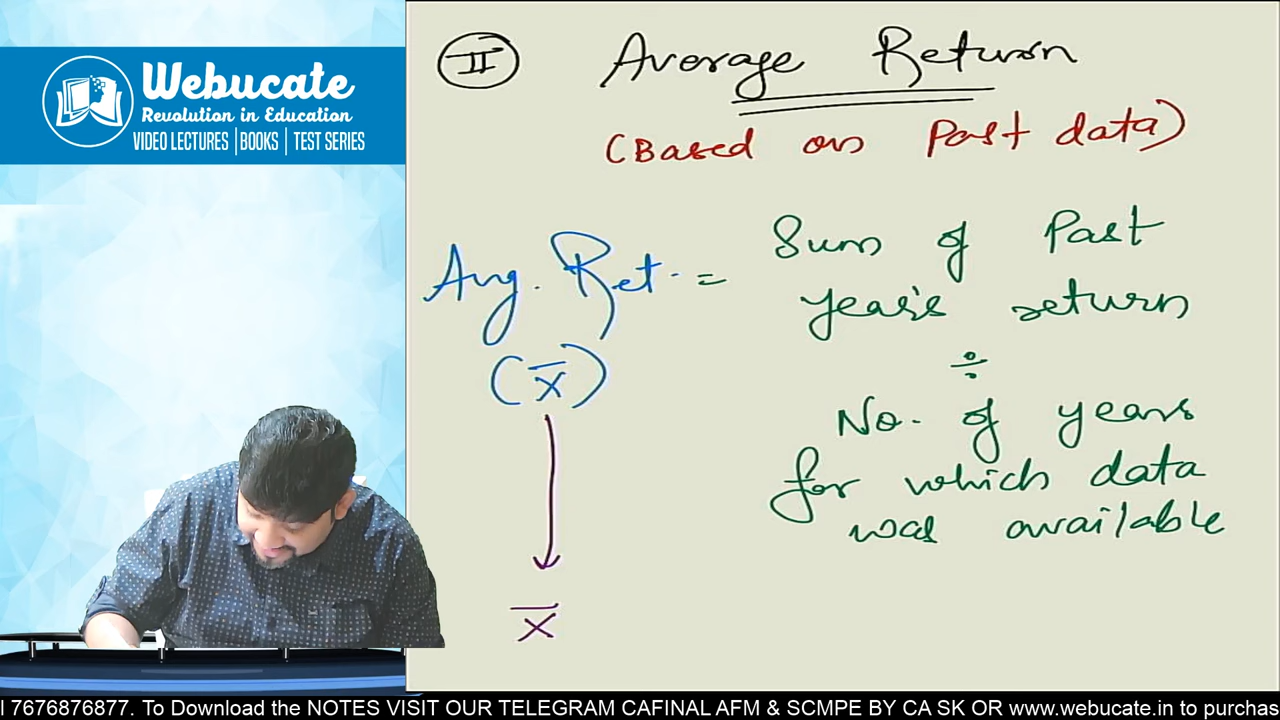 Webucate
Revolution in Education
VIDEO LECTURES | BOOKS | TEST SERIES
II Average Return
(Based on Past data)
Avg. Ret. = Sum of Past
year's return
(x̄)
÷
No. of years
for which data
was available
x̄
l 7676876877. To Download the NOTES VISIT OUR TELEGRAM CAFINAL AFM & SCMPE BY CA SK OR www.webucate.in to purchas